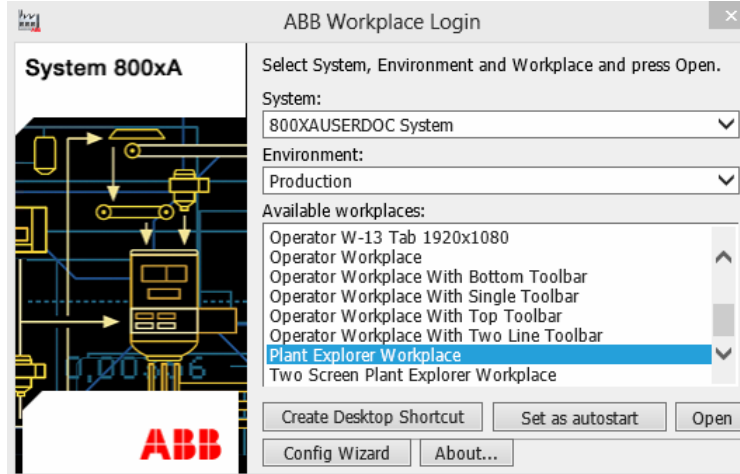 ABB Workplace Login
System 800xA
Select System, Environment and Workplace and press Open.
System:
800XAUSERDOC System
Environment:
Production
Available workplaces:
Operator W-13 Tab 1920x1080
Operator Workplace
Operator Workplace With Bottom Toolbar
Operator Workplace With Single Toolbar
Operator Workplace With Top Toolbar
Operator Workplace With Two Line Toolbar
Plant Explorer Workplace
Two Screen Plant Explorer Workplace
Create Desktop Shortcut Set as autostart Open
Config Wizard About...
ABB